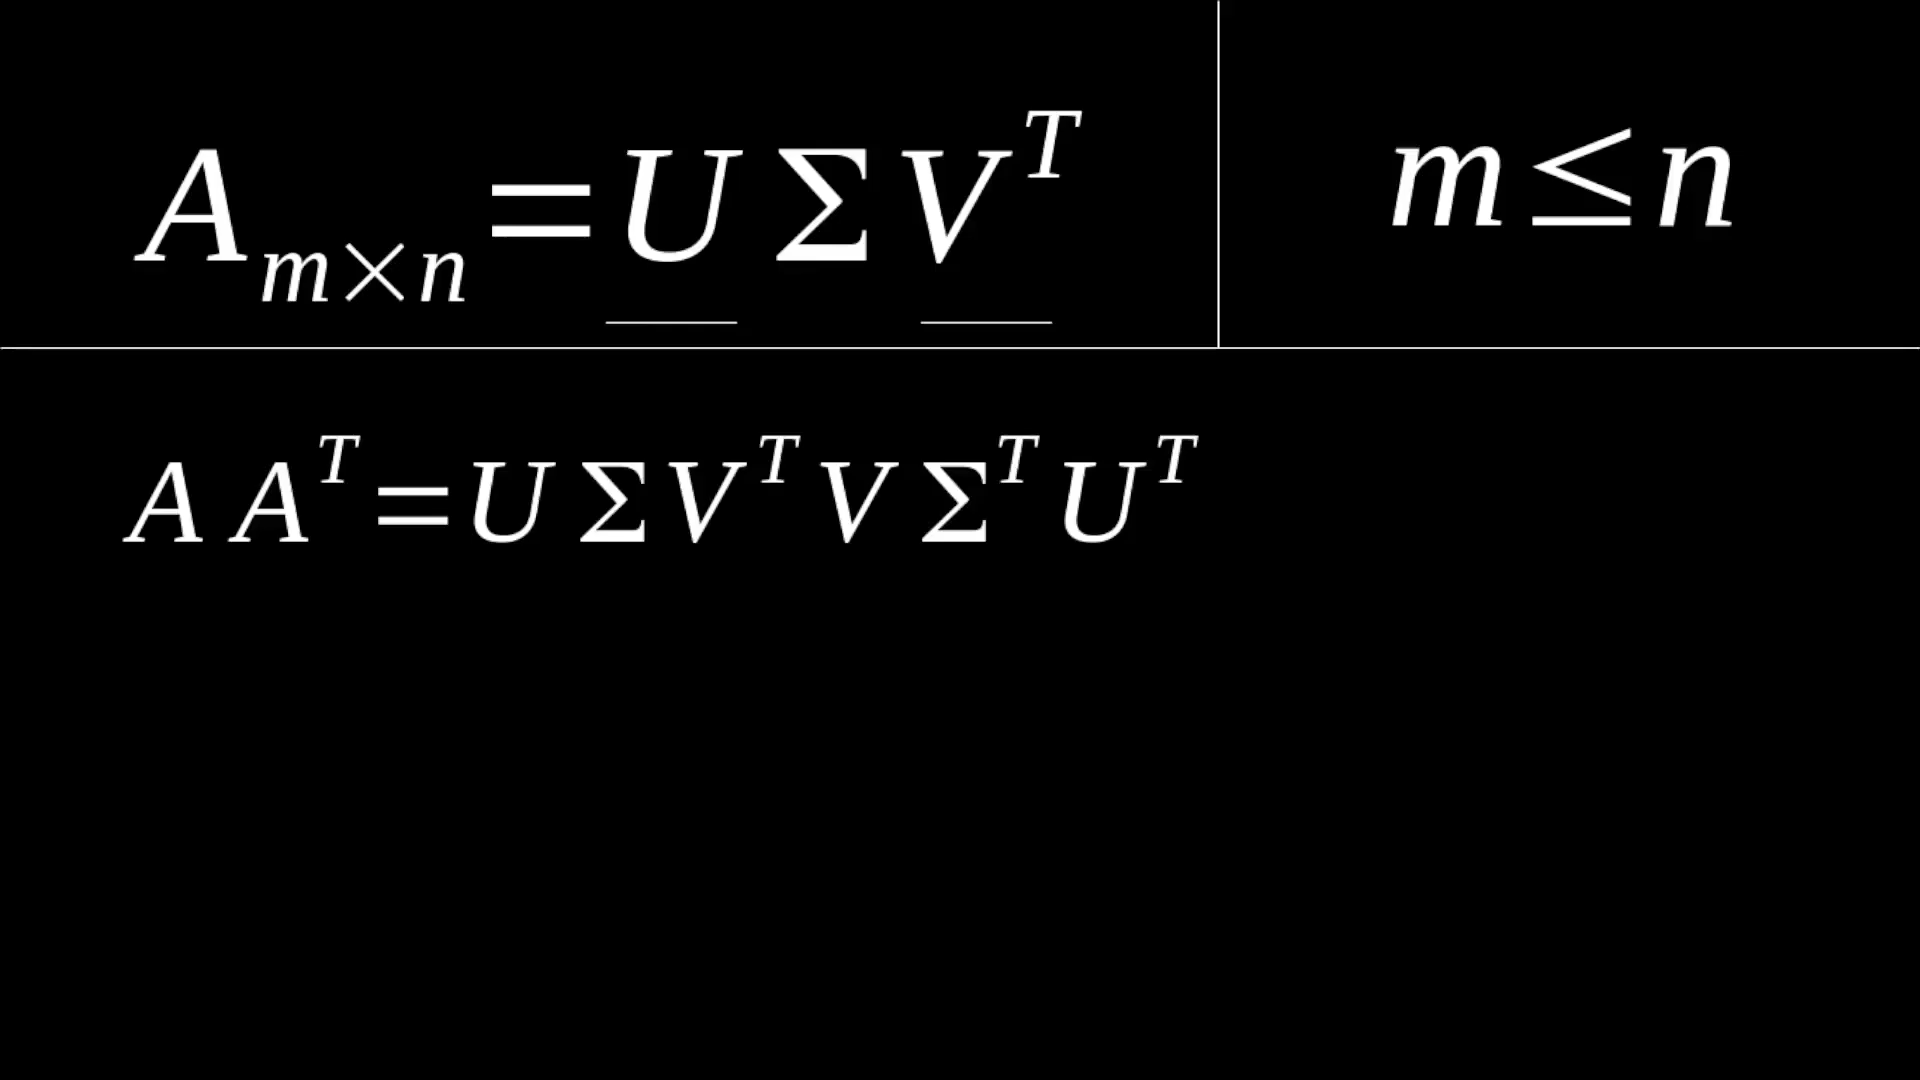 A_{m×n} = U Σ V^T
m ≤ n
A A^T = U Σ V^T V Σ^T U^T